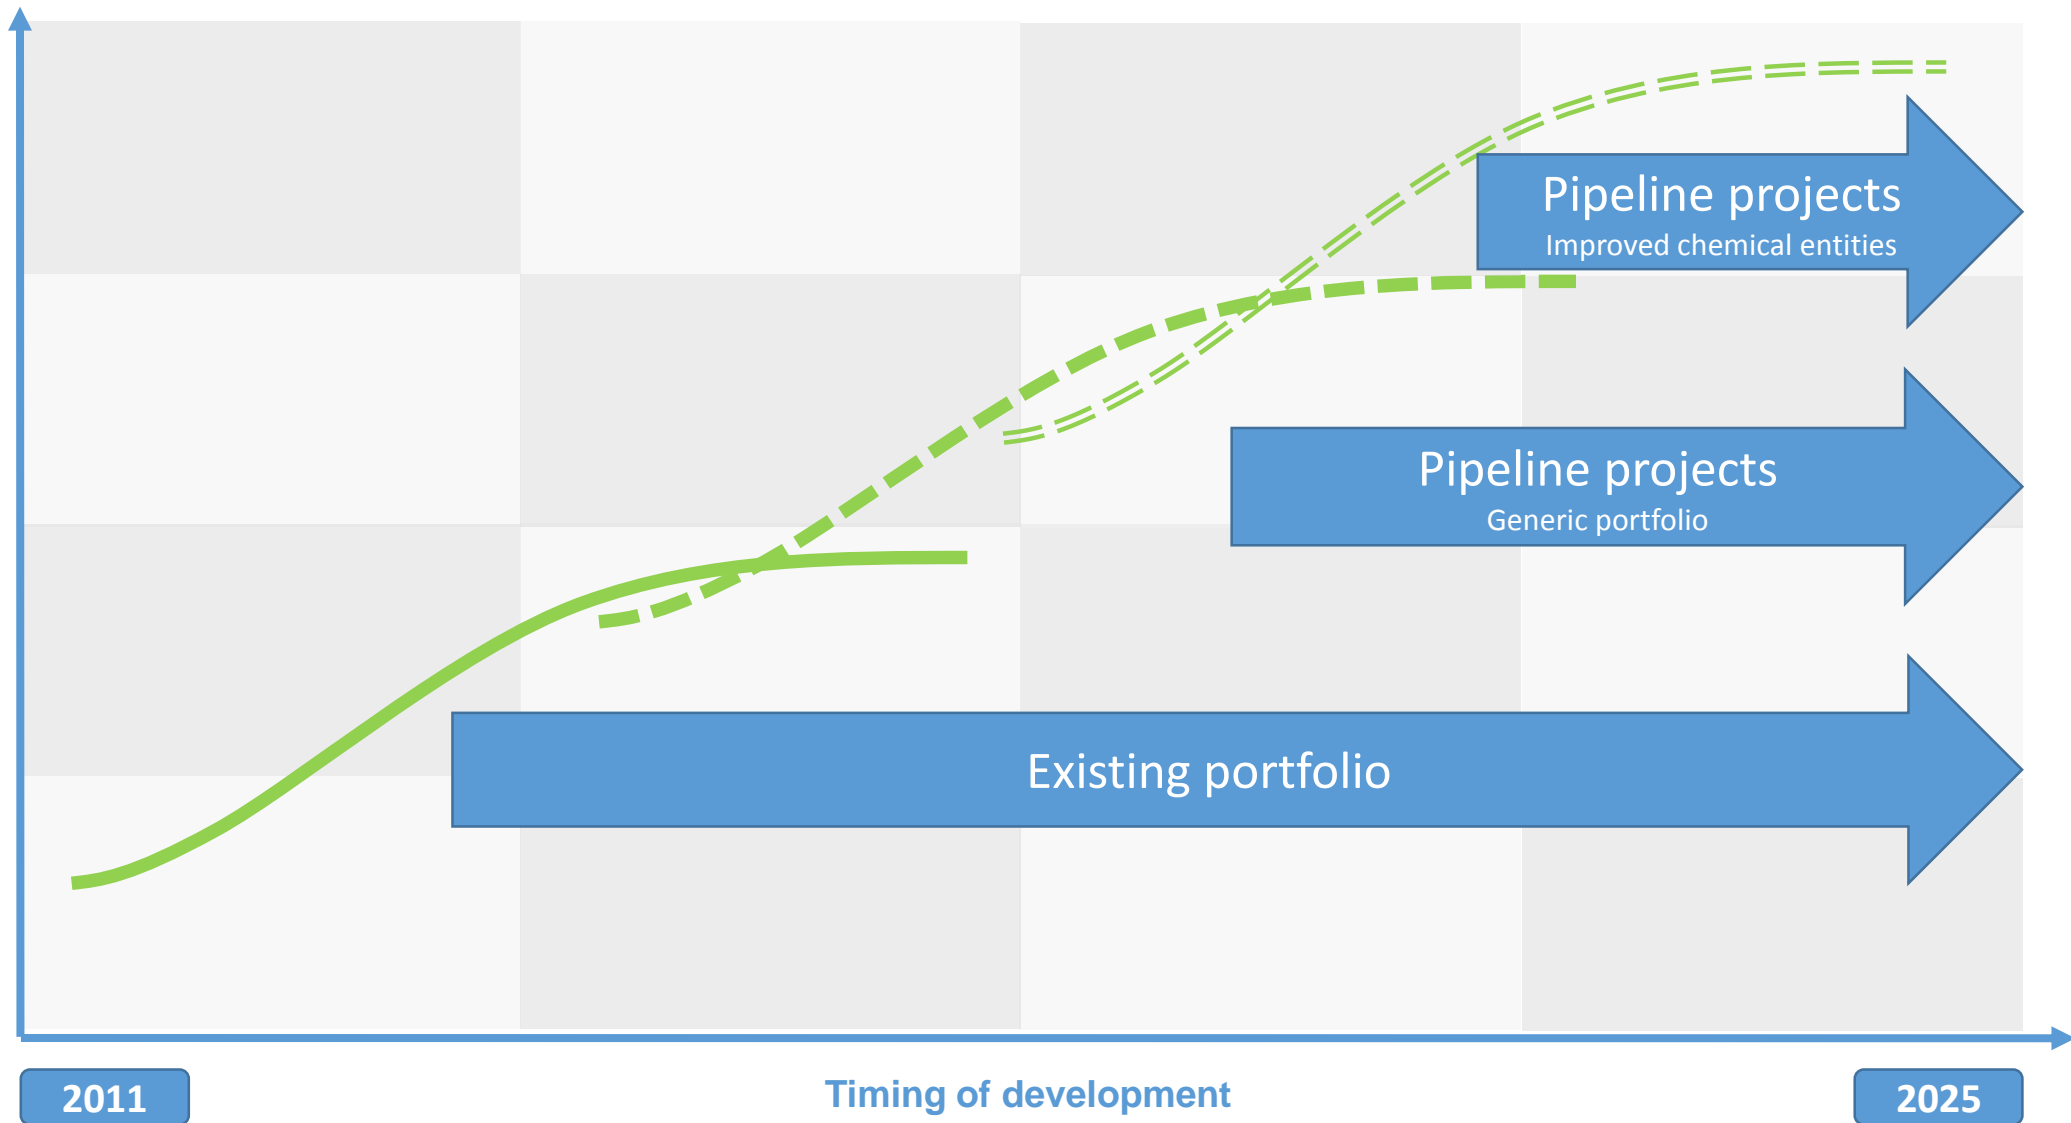 Pipeline projects
Improved chemical entities
Pipeline projects
Generic portfolio
Existing portfolio
2011
Timing of development
2025